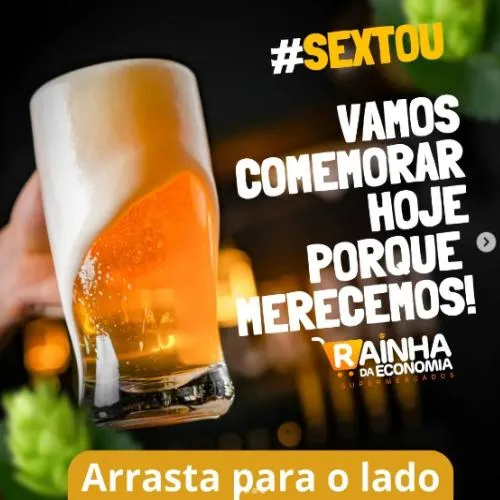 #SEXTOU
VAMOS
COMEMORAR
HOJE
PORQUE
MERECEMOS!
RAINHA
DA ECONOMIA
SUPERMERCADOS
Arrasta para o lado